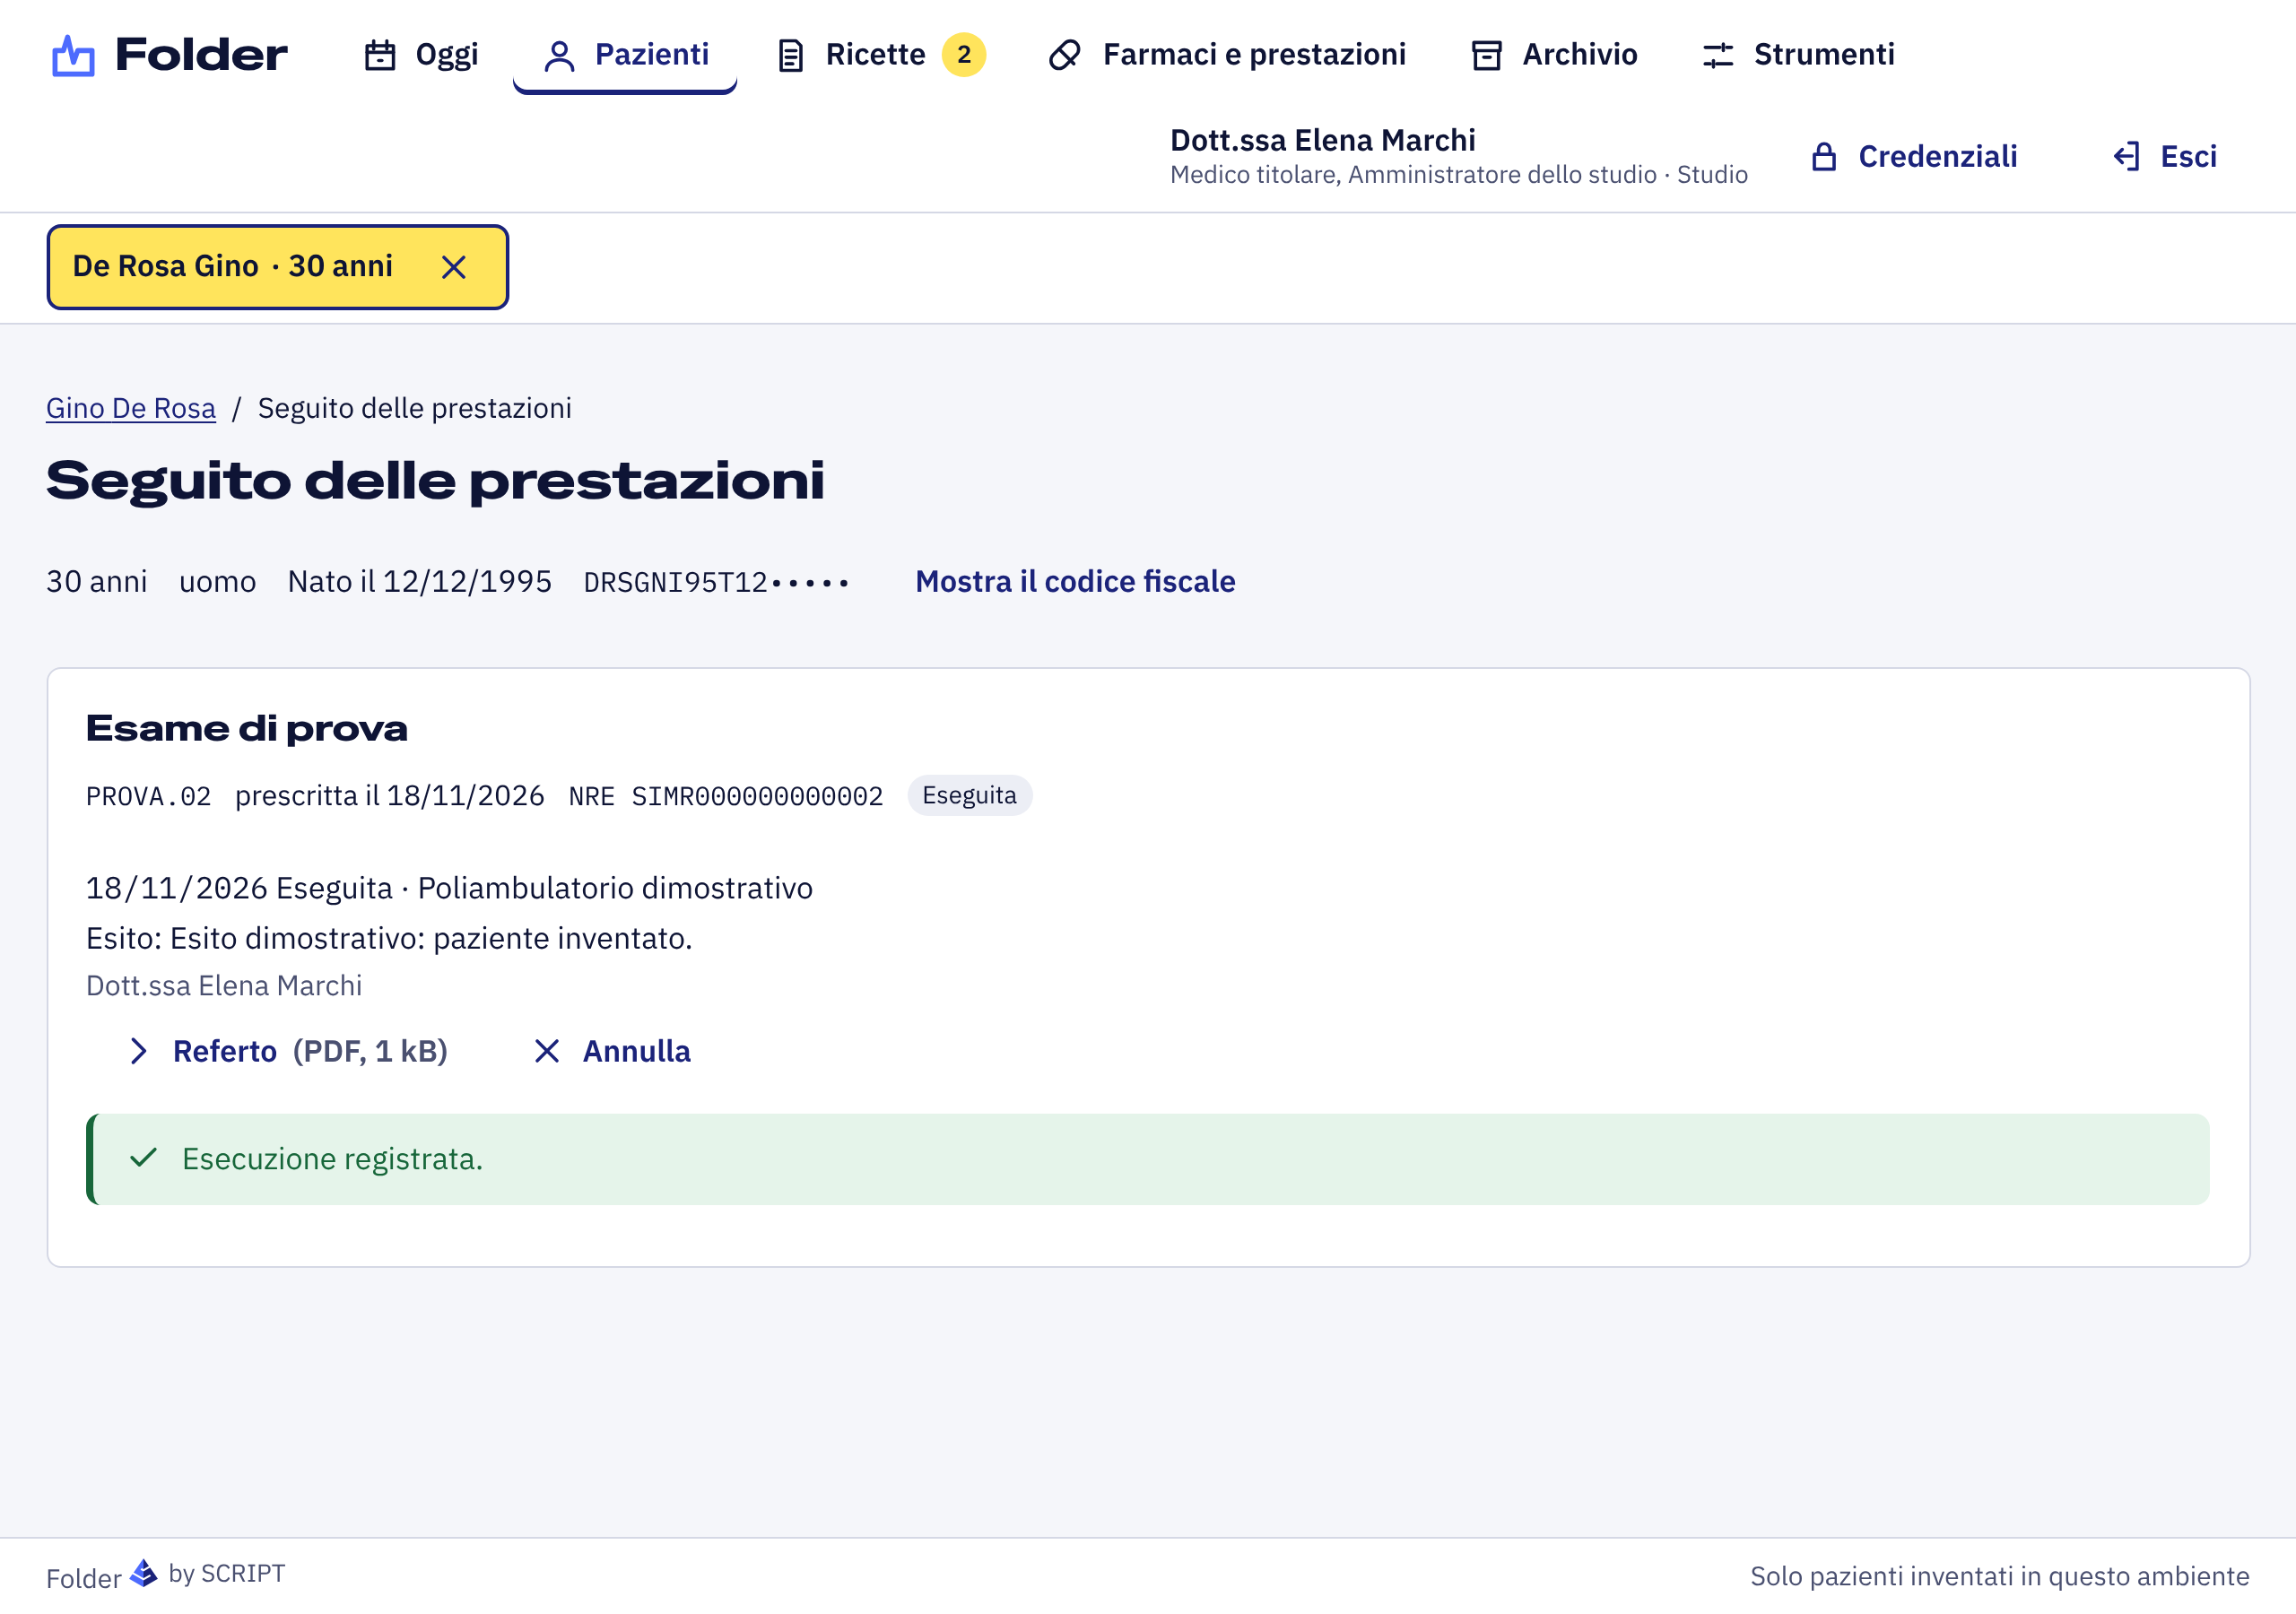 Folder
Oggi
Pazienti
Ricette 2
Farmaci e prestazioni
Archivio
Strumenti
Dott.ssa Elena Marchi
Medico titolare, Amministratore dello studio · Studio
Credenziali
Esci
De Rosa Gino · 30 anni
Gino De Rosa / Seguito delle prestazioni
Seguito delle prestazioni
30 anni uomo Nato il 12/12/1995 DRSGNI95T12••••• Mostra il codice fiscale
Esame di prova
PROVA.02 prescritta il 18/11/2026 NRE SIMR000000000002 Eseguita
18/11/2026 Eseguita · Poliambulatorio dimostrativo
Esito: Esito dimostrativo: paziente inventato.
Dott.ssa Elena Marchi
Referto (PDF, 1 kB) Annulla
Esecuzione registrata.
Folder by SCRIPT
Solo pazienti inventati in questo ambiente